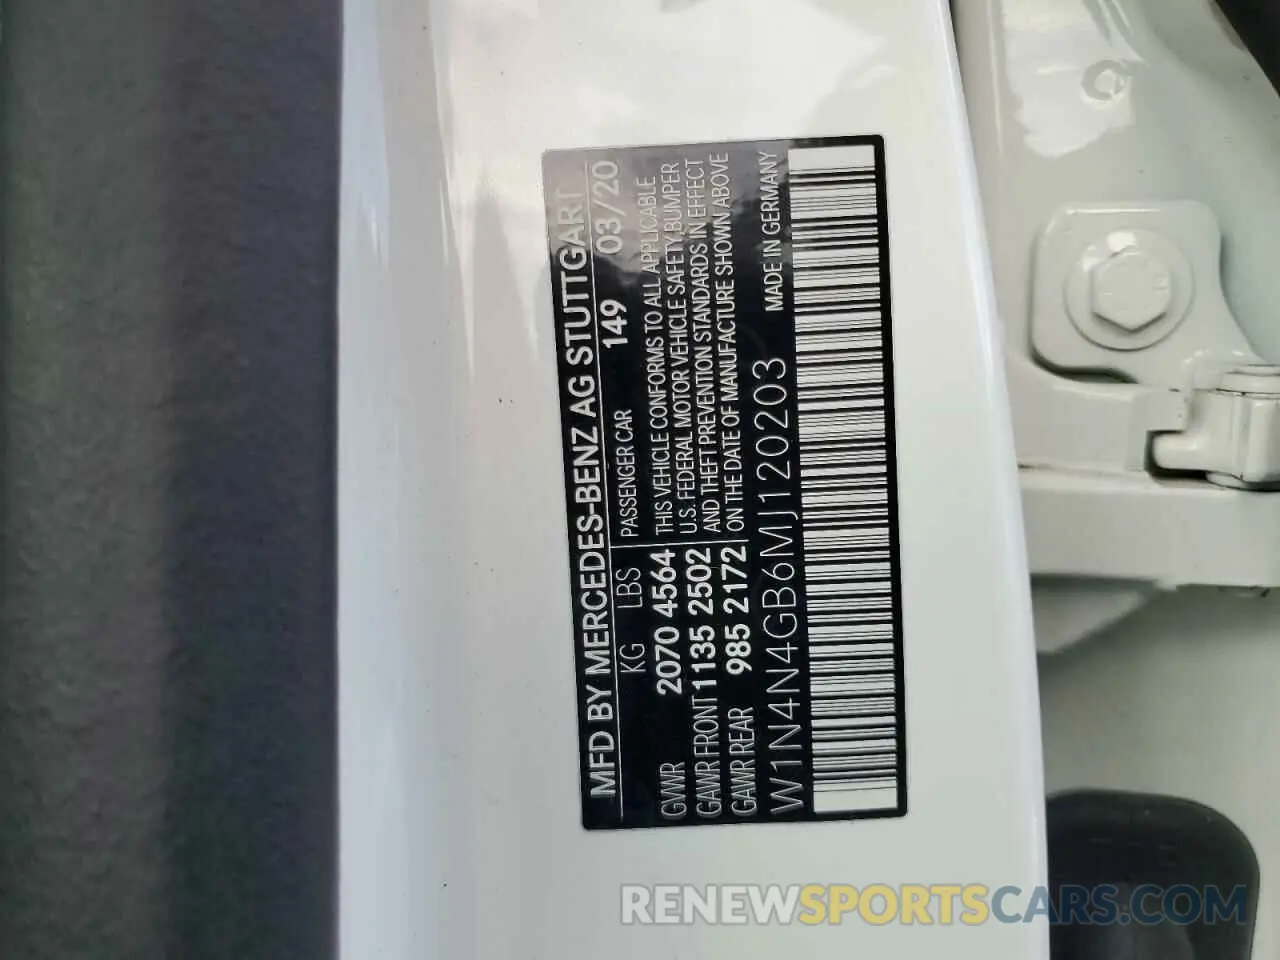 MFD BY MERCEDES-BENZ AG STUTTGART
KG LBS PASSENGER CAR 149 03/20
GVWR 2070 4564 THIS VEHICLE CONFORMS TO ALL APPLICABLE
GAWR FRONT 1135 2502 U.S. FEDERAL MOTOR VEHICLE SAFETY, BUMPER
GAWR REAR 985 2172 AND THEFT PREVENTION STANDARDS IN EFFECT
ON THE DATE OF MANUFACTURE SHOWN ABOVE
W1N4N4GB6MJ120203 MADE IN GERMANY
RENEWSPORTSCARS.COM